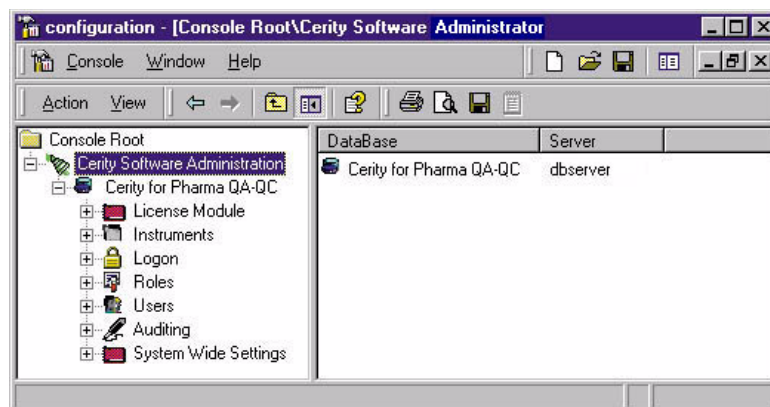 configuration - [Console Root\Cerity Software Administrator
Console Window Help
Action View
Console Root
Cerity Software Administration
Cerity for Pharma QA-QC
License Module
Instruments
Logon
Roles
Users
Auditing
System Wide Settings
DataBase Server
Cerity for Pharma QA-QC dbserver